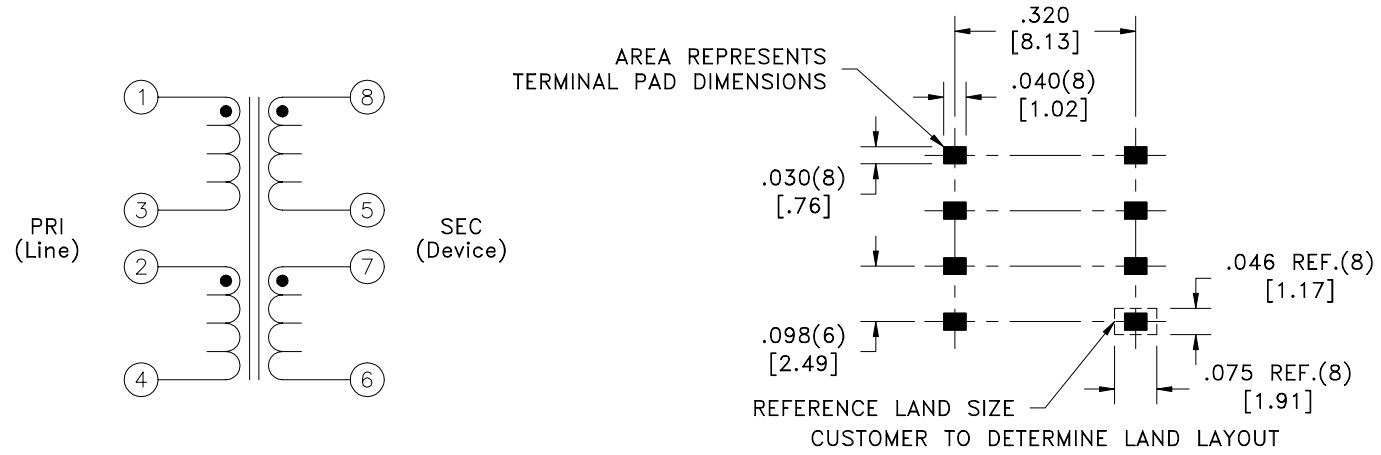 1
3
2
4
PRI
(Line)
8
5
7
6
SEC
(Device)
AREA REPRESENTS
TERMINAL PAD DIMENSIONS
.320
[8.13]
.040(8)
[1.02]
.030(8)
[.76]
.098(6)
[2.49]
.046 REF.(8)
[1.17]
.075 REF.(8)
[1.91]
REFERENCE LAND SIZE
CUSTOMER TO DETERMINE LAND LAYOUT